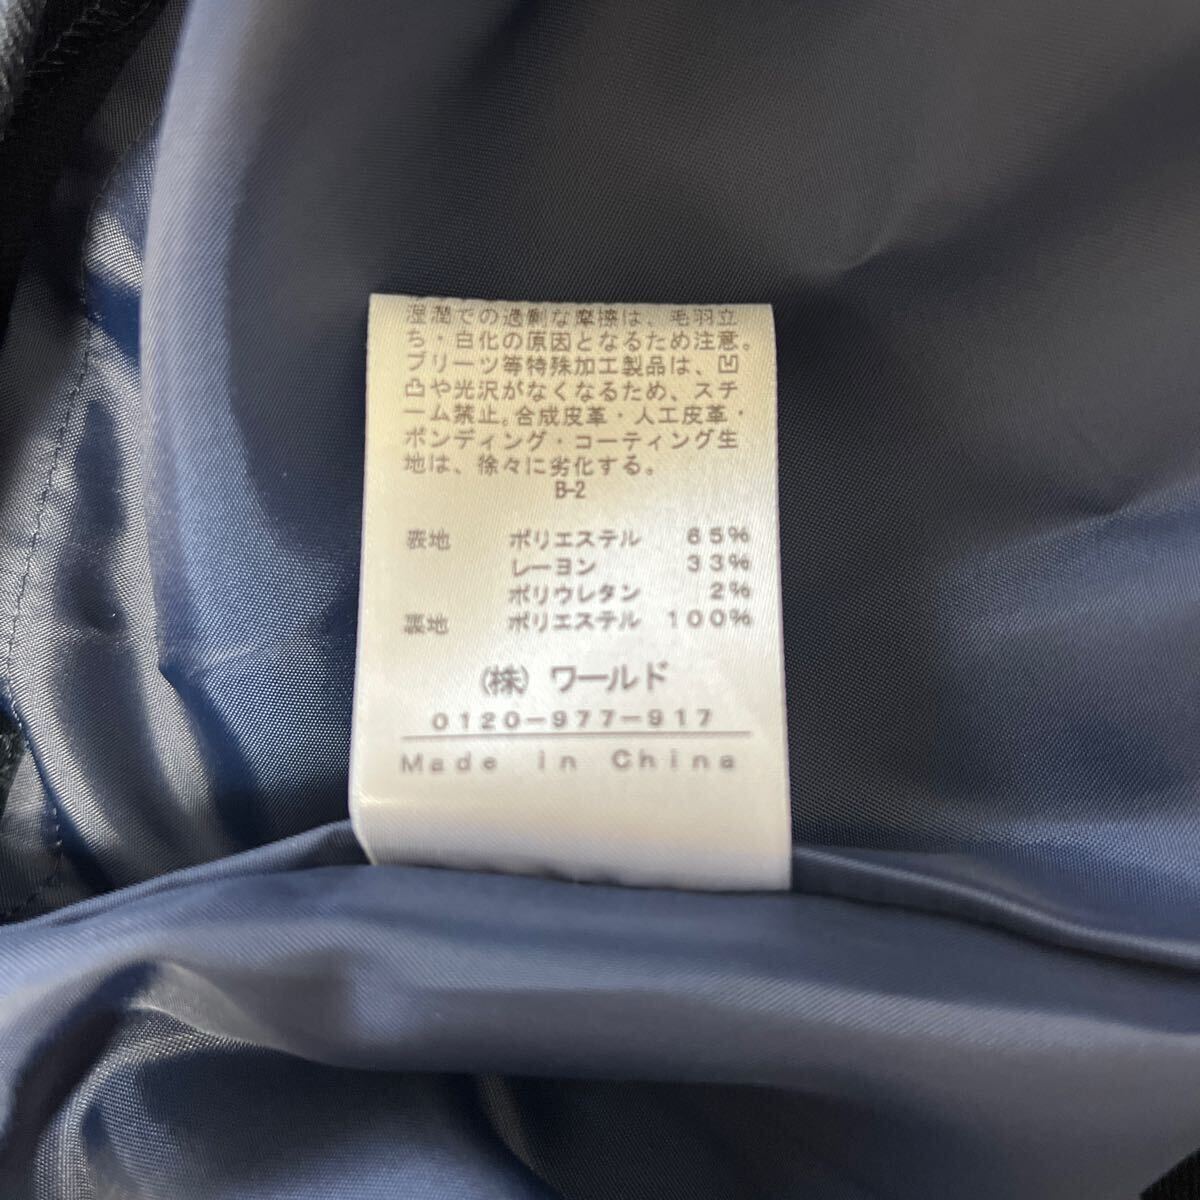 湿潤での過剰な摩擦は、毛羽立
ち・白化の原因となるため注意。
プリーツ等特殊加工製品は、凹
凸や光沢がなくなるため、スチ
ーム禁止。合成皮革・人工皮革・
ボンディング・コーティング生
地は、徐々に劣化する。
B-2
表地 ポリエステル 65%
レーヨン 33%
ポリウレタン 2%
裏地 ポリエステル 100%
(株) ワールド
0120-977-917
Made in China